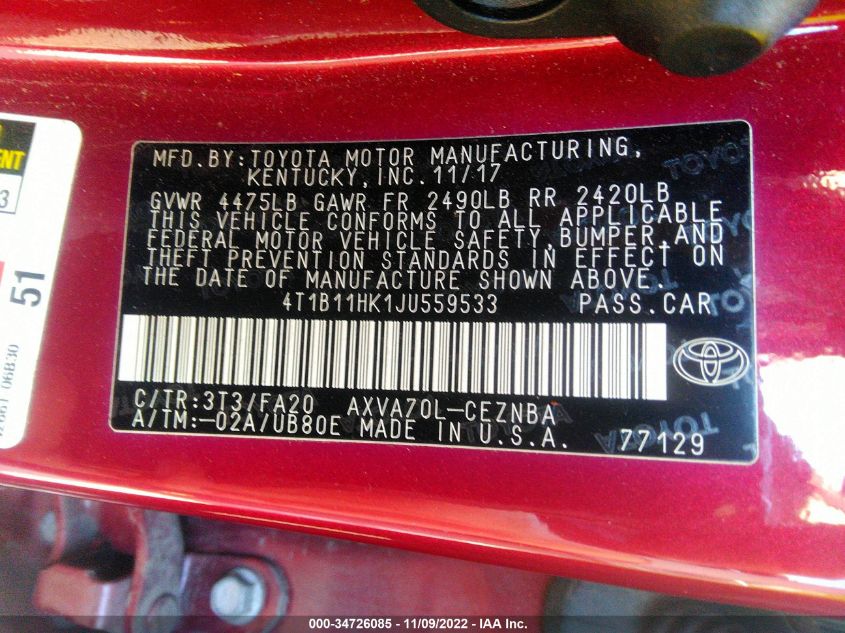 MFD. BY: TOYOTA MOTOR MANUFACTURING,
KENTUCKY, INC. 11/17
GVWR 4475LB GAWR FR 2490LB RR 2420LB
THIS VEHICLE CONFORMS TO ALL APPLICABLE
FEDERAL MOTOR VEHICLE SAFETY, BUMPER, AND
THEFT PREVENTION STANDARDS IN EFFECT ON
THE DATE OF MANUFACTURE SHOWN ABOVE.
4T1B11HK1JU559533 PASS. CAR
C/TR: 3T3/FA20 AXVA70L-CEZNBA
A/TM: -02A/UB80E MADE IN U.S.A. 77129
51
000-34726085 - 11/09/2022 - IAA Inc.